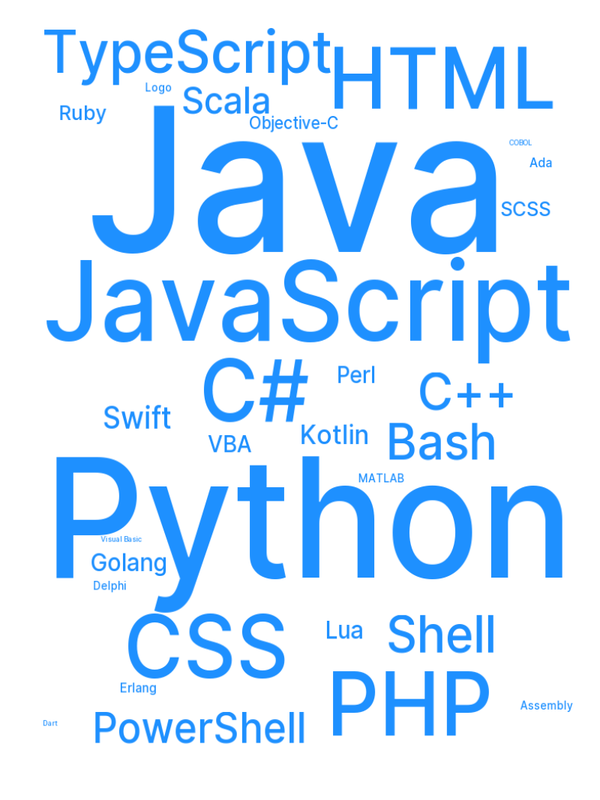 TypeScript
HTML
Logo
Scala
Ruby
Objective-C
Java
COBOL
Ada
SCSS
JavaScript
C#
Perl
C++
Swift
VBA
Kotlin
Bash
Python
MATLAB
Visual Basic
Golang
Delphi
CSS
Lua
Shell
Erlang
PHP
Assembly
Dart
PowerShell